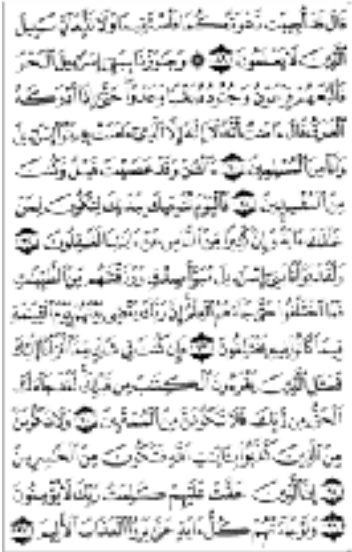 قال قد أجيبت دعوتكما فاستقيما ولا تتبعان سبيل
الذين لا يعلمون ۞ وجاوزنا ببني إسرائيل البحر
فأتبعهم فرعون وجنوده بغيا وعدوا حتى إذا أدركه
الغرق قال آمنت أنه لا إله إلا الذي آمنت به بنو إسرائيل
وأنا من المسلمين آلآن وقد عصيت قبل وكنت
من المفسدين فاليوم ننجيك ببدنك لتكون لمن
خلفك آية وإن كثيرا من الناس عن آياتنا لغافلون
ولقد بوأنا بني إسرائيل مبوأ صدق ورزقناهم من الطيبات
فما اختلفوا حتى جاءهم العلم إن ربك يقضي بينهم يوم القيامة
فيما كانوا فيه يختلفون فإن كنت في شك مما أنزلنا إليك
فاسأل الذين يقرءون الكتاب من قبلك لقد جاءك
الحق من ربك فلا تكونن من الممترين ولا تكونن
من الذين كذبوا بآيات الله فتكون من الخاسرين
إن الذين حقت عليهم كلمت ربك لا يؤمنون
ولو جاءتهم كل آية حتى يروا العذاب الأليم